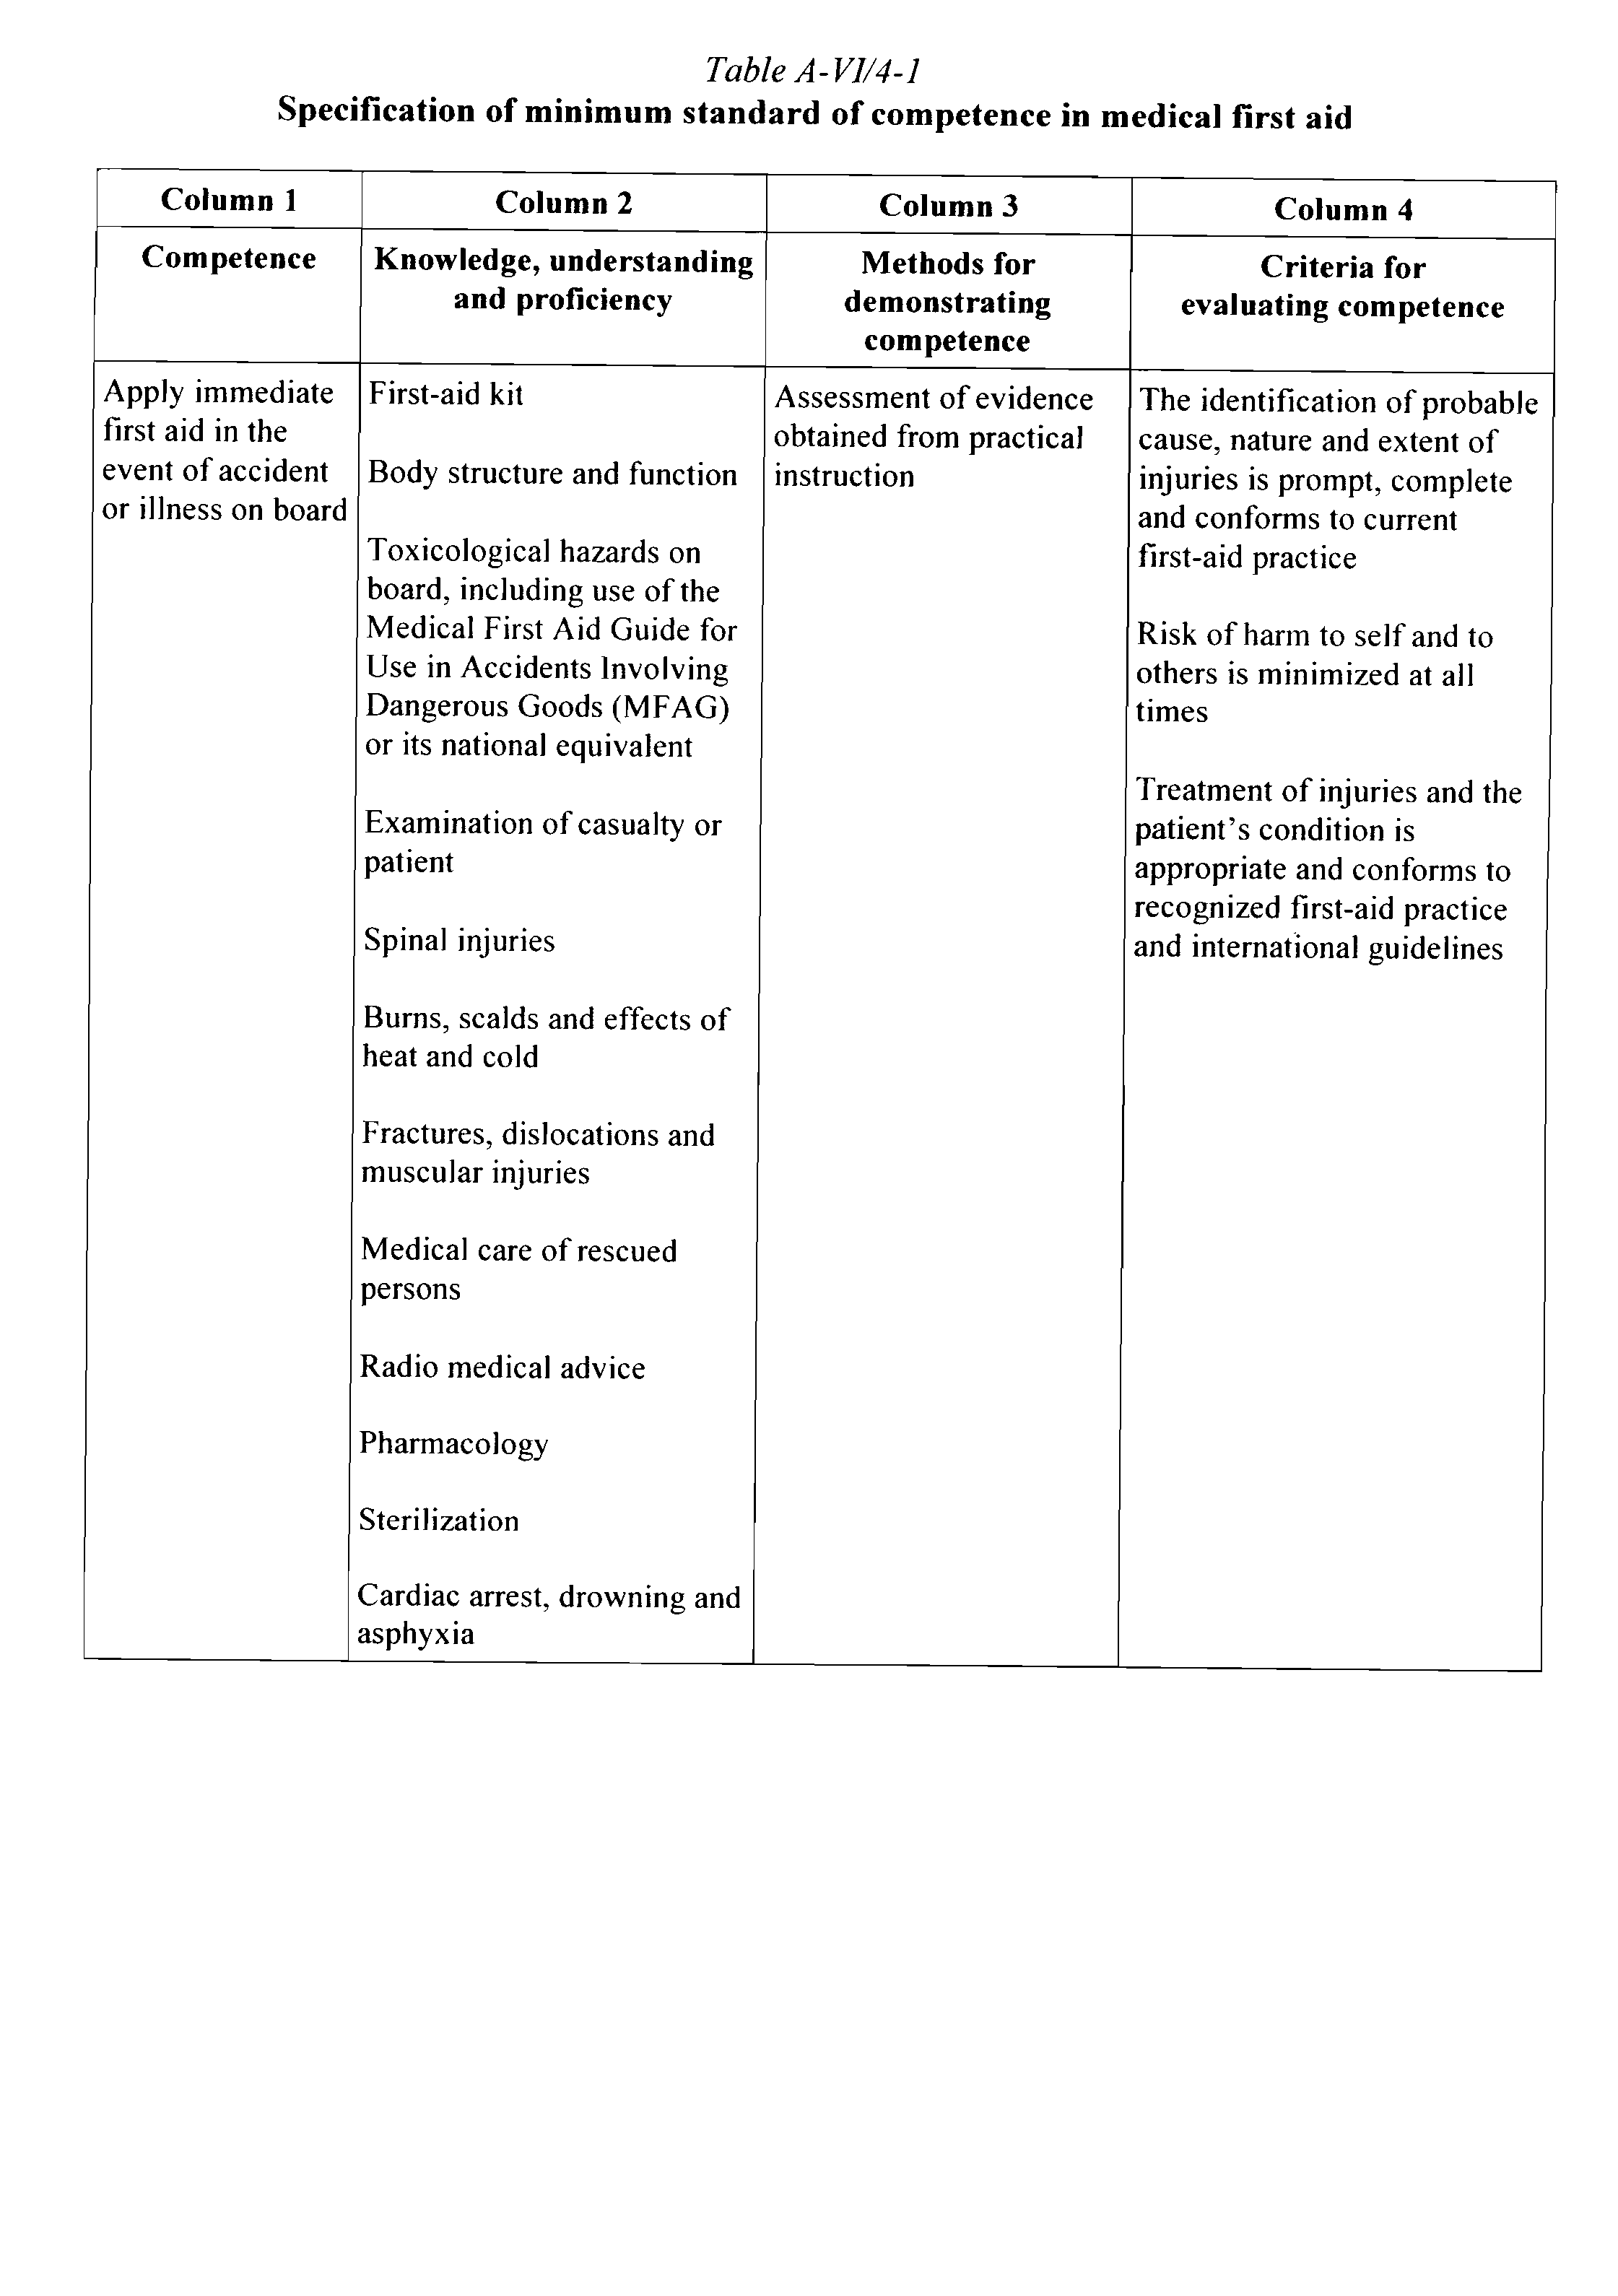 Table A-VI/4-1
Specification of minimum standard of competence in medical first aid
Column 1
Column 2
Column 3
Column 4
Competence
Knowledge, understanding
and proficiency
Methods for
demonstrating
competence
Criteria for
evaluating competence
Apply immediate
first aid in the
event of accident
or illness on board
First-aid kit
Body structure and function
Toxicological hazards on
board, including use of the
Medical First Aid Guide for
Use in Accidents Involving
Dangerous Goods (MFAG)
or its national equivalent
Examination of casualty or
patient
Spinal injuries
Burns, scalds and effects of
heat and cold
Fractures, dislocations and
muscular injuries
Medical care of rescued
persons
Radio medical advice
Pharmacology
Sterilization
Cardiac arrest, drowning and
asphyxia
Assessment of evidence
obtained from practical
instruction
The identification of probable
cause, nature and extent of
injuries is prompt, complete
and conforms to current
first-aid practice
Risk of harm to self and to
others is minimized at all
times
Treatment of injuries and the
patient's condition is
appropriate and conforms to
recognized first-aid practice
and international guidelines